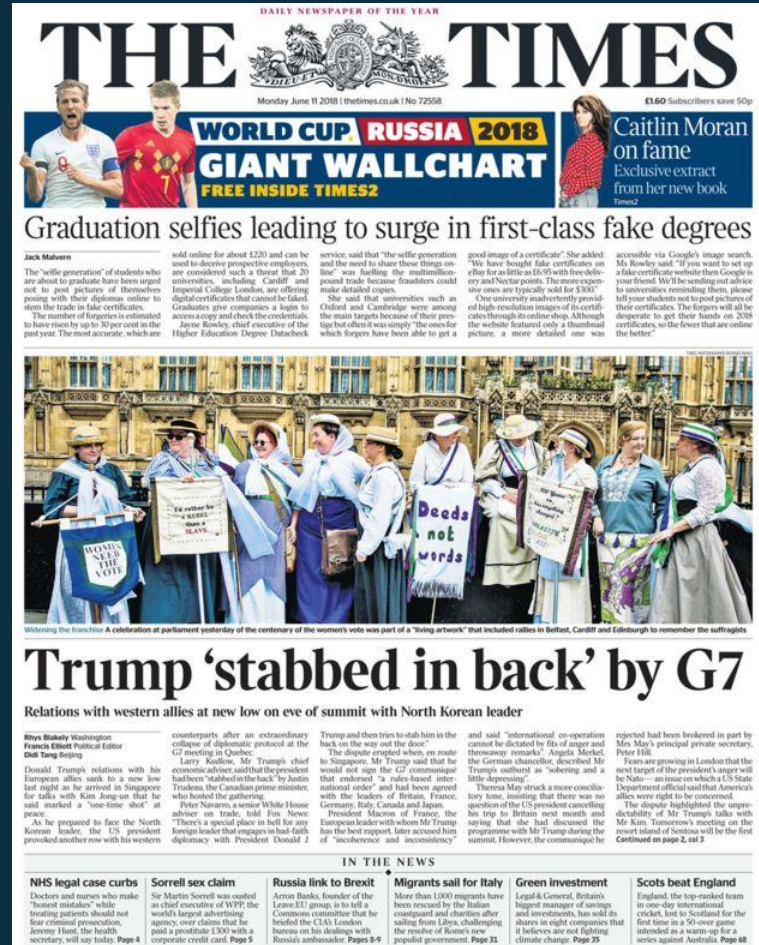 DAILY NEWSPAPER OF THE YEAR
THE TIMES
DIEU ET MON DROIT
Monday June 11 2018 | thetimes.co.uk | No 72558
£1.60 Subscribers save 50p
WORLD CUP RUSSIA 2018
GIANT WALLCHART
FREE INSIDE TIMES2
Caitlin Moran
on fame
Exclusive extract
from her new book
Times2
Graduation selfies leading to surge in first-class fake degrees
Jack Malvern
The "selfie generation" of students who
are about to graduate have been urged
not to post pictures of themselves
posing with their diplomas online to
stem the trade in fake certificates.
The number of forgeries is estimated
to have risen by up to 30 per cent in the
past year. The most accurate, which are
sold online for about £220 and can be
used to deceive prospective employers,
are considered such a threat that 20
universities, including Cardiff and
Imperial College London, are offering
digital certificates that cannot be faked.
Graduates give companies a login to
access a copy and check the credentials.
Jayne Rowley, chief executive of the
Higher Education Degree Datacheck
service, said that "the selfie generation
and the need to share these things on-
line" was fuelling the multimillion-
pound trade because fraudsters could
make detailed copies.
She said that universities such as
Oxford and Cambridge were among
the main targets because of their pres-
tige but often it was simply "the ones for
which forgers have been able to get a
good image of a certificate". She added:
"We have bought fake certificates on
eBay for as little as £6.95 with free deliv-
ery and Nectar points. The more expen-
sive ones are typically sold for $300."
One university inadvertently provid-
ed high-resolution images of its certifi-
cates through its online shop. Although
the website featured only a thumbnail
picture, a more detailed one was
accessible via Google's image search.
Ms Rowley said: "If you want to set up
a fake certificate website then Google is
your friend. We'll be sending out advice
to universities reminding them, please
tell your students not to post pictures of
their certificates. The forgers will all be
desperate to get their hands on 2018
certificates, so the fewer that are online
the better."
WOMEN
NEED
THE
VOTE
I'd rather be
a REBEL
than a
SLAVE
Deeds
not
words
Widening the franchise A celebration at parliament yesterday of the centenary of the women's vote was part of a "living artwork" that included rallies in Belfast, Cardiff and Edinburgh to remember the suffragists
Trump 'stabbed in back' by G7
Relations with western allies at new low on eve of summit with North Korean leader
Rhys Blakely Washington
Francis Elliott Political Editor
Didi Tang Beijing
Donald Trump's relations with his
European allies sank to a new low
last night as he arrived in Singapore
for talks with Kim Jong-un that he
said marked a "one-time shot" at
peace.
As he prepared to face the North
Korean leader, the US president
provoked another row with his western
counterparts after an extraordinary
collapse of diplomatic protocol at the
G7 meeting in Quebec.
Larry Kudlow, Mr Trump's chief
economic adviser, said that the president
had been "stabbed in the back" by Justin
Trudeau, the Canadian prime minister,
who hosted the gathering.
Peter Navarro, a senior White House
adviser on trade, told Fox News:
"There's a special place in hell for any
foreign leader that engages in bad-faith
diplomacy with President Donald J
Trump and then tries to stab him in the
back on the way out the door."
The dispute erupted when, en route
to Singapore, Mr Trump said that he
would not sign the G7 communiqué
that endorsed "a rules-based inter-
national order" and had been agreed
with the leaders of Britain, France,
Germany, Italy, Canada and Japan.
President Macron of France, the
European leader with whom Mr Trump
has the best rapport, later accused him
of "incoherence and inconsistency"
and said "international co-operation
cannot be dictated by fits of anger and
throwaway remarks". Angela Merkel,
the German chancellor, described Mr
Trump's outburst as "sobering and a
little depressing".
Theresa May struck a more concilia-
tory tone, insisting that there was no
question of the US president cancelling
his trip to Britain next month and
saying that she had discussed the
programme with Mr Trump during the
summit. However, the communiqué he
rejected had been brokered in part by
Mrs May's principal private secretary,
Peter Hill.
Fears are growing in London that the
next target of the president's anger will
be Nato — an issue on which a US State
Department official said that America's
allies were right to be concerned.
The dispute highlighted the unpre-
dictability of Mr Trump's talks with
Mr Kim. Tomorrow's meeting on the
resort island of Sentosa will be the first
Continued on page 2, col 3
IN THE NEWS
NHS legal case curbs
Doctors and nurses who make
"honest mistakes" while
treating patients should not
fear criminal prosecution,
Jeremy Hunt, the health
secretary, will say today. Page 4
Sorrell sex claim
Sir Martin Sorrell was ousted
as chief executive of WPP, the
world's largest advertising
agency, over claims that he
paid a prostitute £300 with a
corporate credit card. Page 5
Russia link to Brexit
Arron Banks, founder of the
Leave.EU group, is to tell a
Commons committee that he
briefed the CIA's London
bureau on his dealings with
Russia's ambassador. Pages 8-9
Migrants sail for Italy
More than 1,000 migrants have
been rescued by the Italian
coastguard and charities after
sailing from Libya, challenging
the resolve of Rome's new
populist government. Page 31
Green investment
Legal & General, Britain's
biggest manager of savings
and investments, has sold its
shares in eight companies that
it believes are not fighting
climate change. Page 35
Scots beat England
England, the top-ranked team
in one-day international
cricket, lost to Scotland for the
first time in a 50-over game
intended as a warm-up for a
series against Australia. Page 68